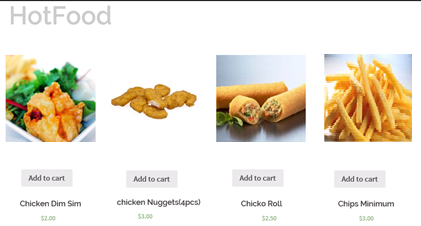 HotFood
Add to cart Add to cart Add to cart Add to cart
Chicken Dim Sim chicken Nuggets(4pcs) Chicko Roll Chips Minimum
$2.00 $3.00 $2.50 $3.00